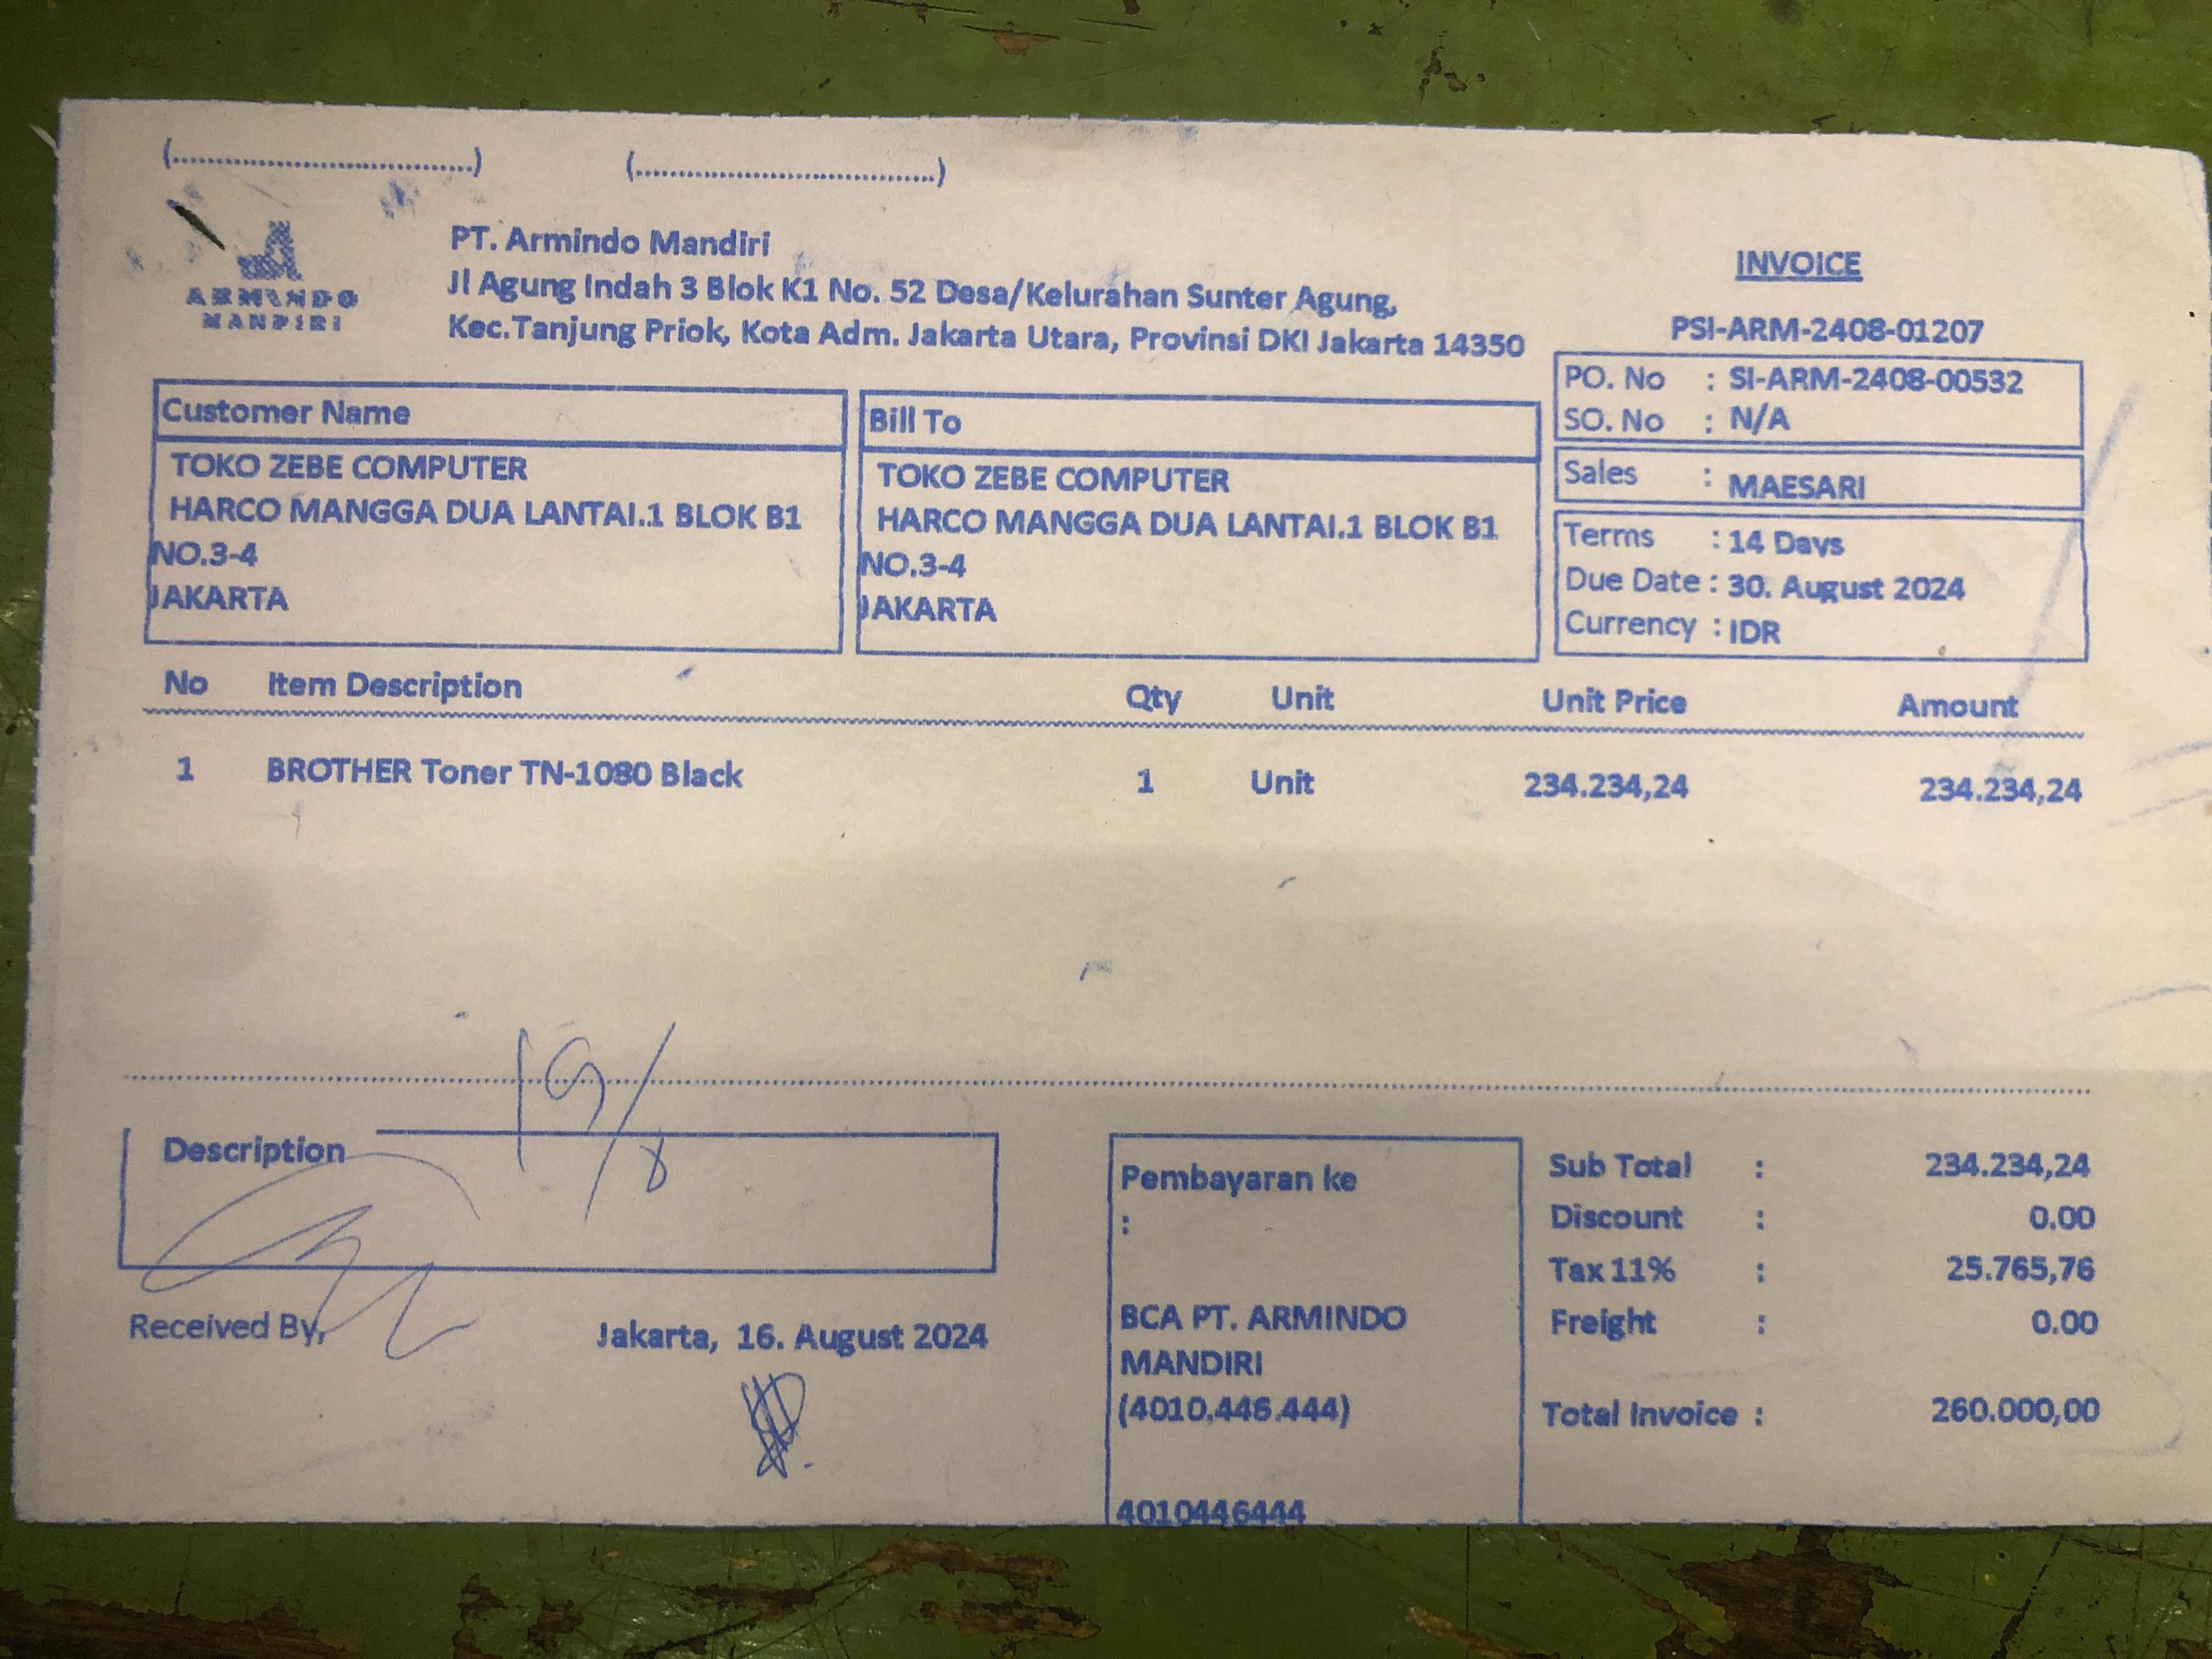 (................................) (................................)
ARMINDO
MANDIRI
PT. Armindo Mandiri
Jl Agung Indah 3 Blok K1 No. 52 Desa/Kelurahan Sunter Agung,
Kec.Tanjung Priok, Kota Adm. Jakarta Utara, Provinsi DKI Jakarta 14350
INVOICE
PSI-ARM-2408-01207
PO. No : SI-ARM-2408-00532
SO. No : N/A
Sales : MAESARI
Terms : 14 Days
Due Date : 30. August 2024
Currency : IDR
Customer Name
TOKO ZEBE COMPUTER
HARCO MANGGA DUA LANTAI.1 BLOK B1
NO.3-4
JAKARTA
Bill To
TOKO ZEBE COMPUTER
HARCO MANGGA DUA LANTAI.1 BLOK B1
NO.3-4
JAKARTA
No Item Description Qty Unit Unit Price Amount
1 BROTHER Toner TN-1080 Black 1 Unit 234.234,24 234.234,24
19/8
Description
Received By,
Jakarta, 16. August 2024
Pembayaran ke
:
BCA PT. ARMINDO
MANDIRI
(4010.446.444)
4010446444
Sub Total : 234.234,24
Discount : 0.00
Tax 11% : 25.765,76
Freight : 0.00
Total Invoice : 260.000,00